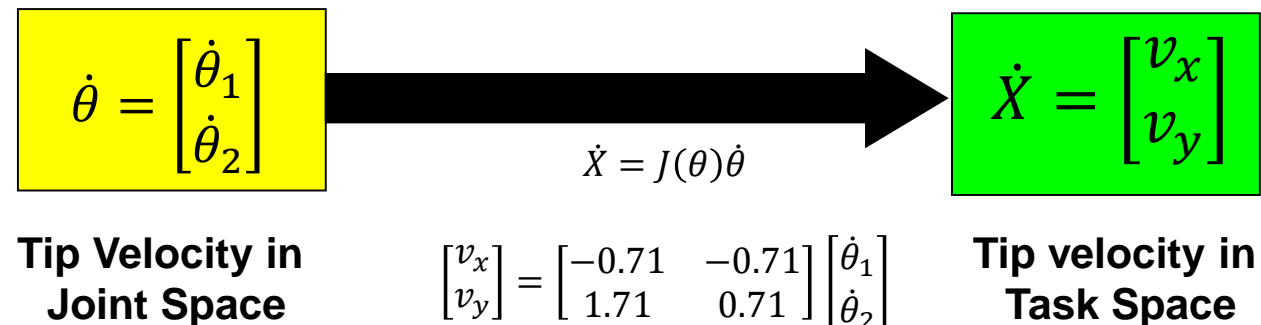 θ̇ = [θ̇₁ θ̇₂]
Ẋ = [vₓ v_y]
Ẋ = J(θ)θ̇
Tip Velocity in
Joint Space
[vₓ v_y] = [−0.71 −0.71; 1.71 0.71] [θ̇₁ θ̇₂]
Tip velocity in
Task Space